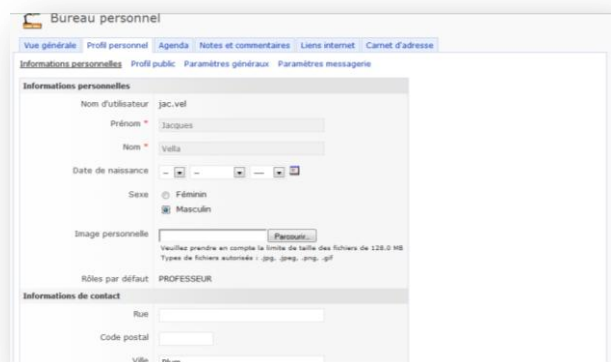 Bureau personnel
Vue générale Profil personnel Agenda Notes et commentaires Liens internet Carnet d'adresse
Informations personnelles Profil public Paramètres généraux Paramètres messagerie
Informations personnelles
Nom d'utilisateur jac.vel
Prénom * Jacques
Nom * Vella
Date de naissance -- -- ---
Sexe Féminin
Masculin
Image personnelle Parcourir...
Veuillez prendre en compte la limite de taille des fichiers de 128.0 MB
Types de fichiers autorisés : .jpg, .jpeg, .png, .gif
Rôles par défaut PROFESSEUR
Informations de contact
Rue
Code postal
Ville